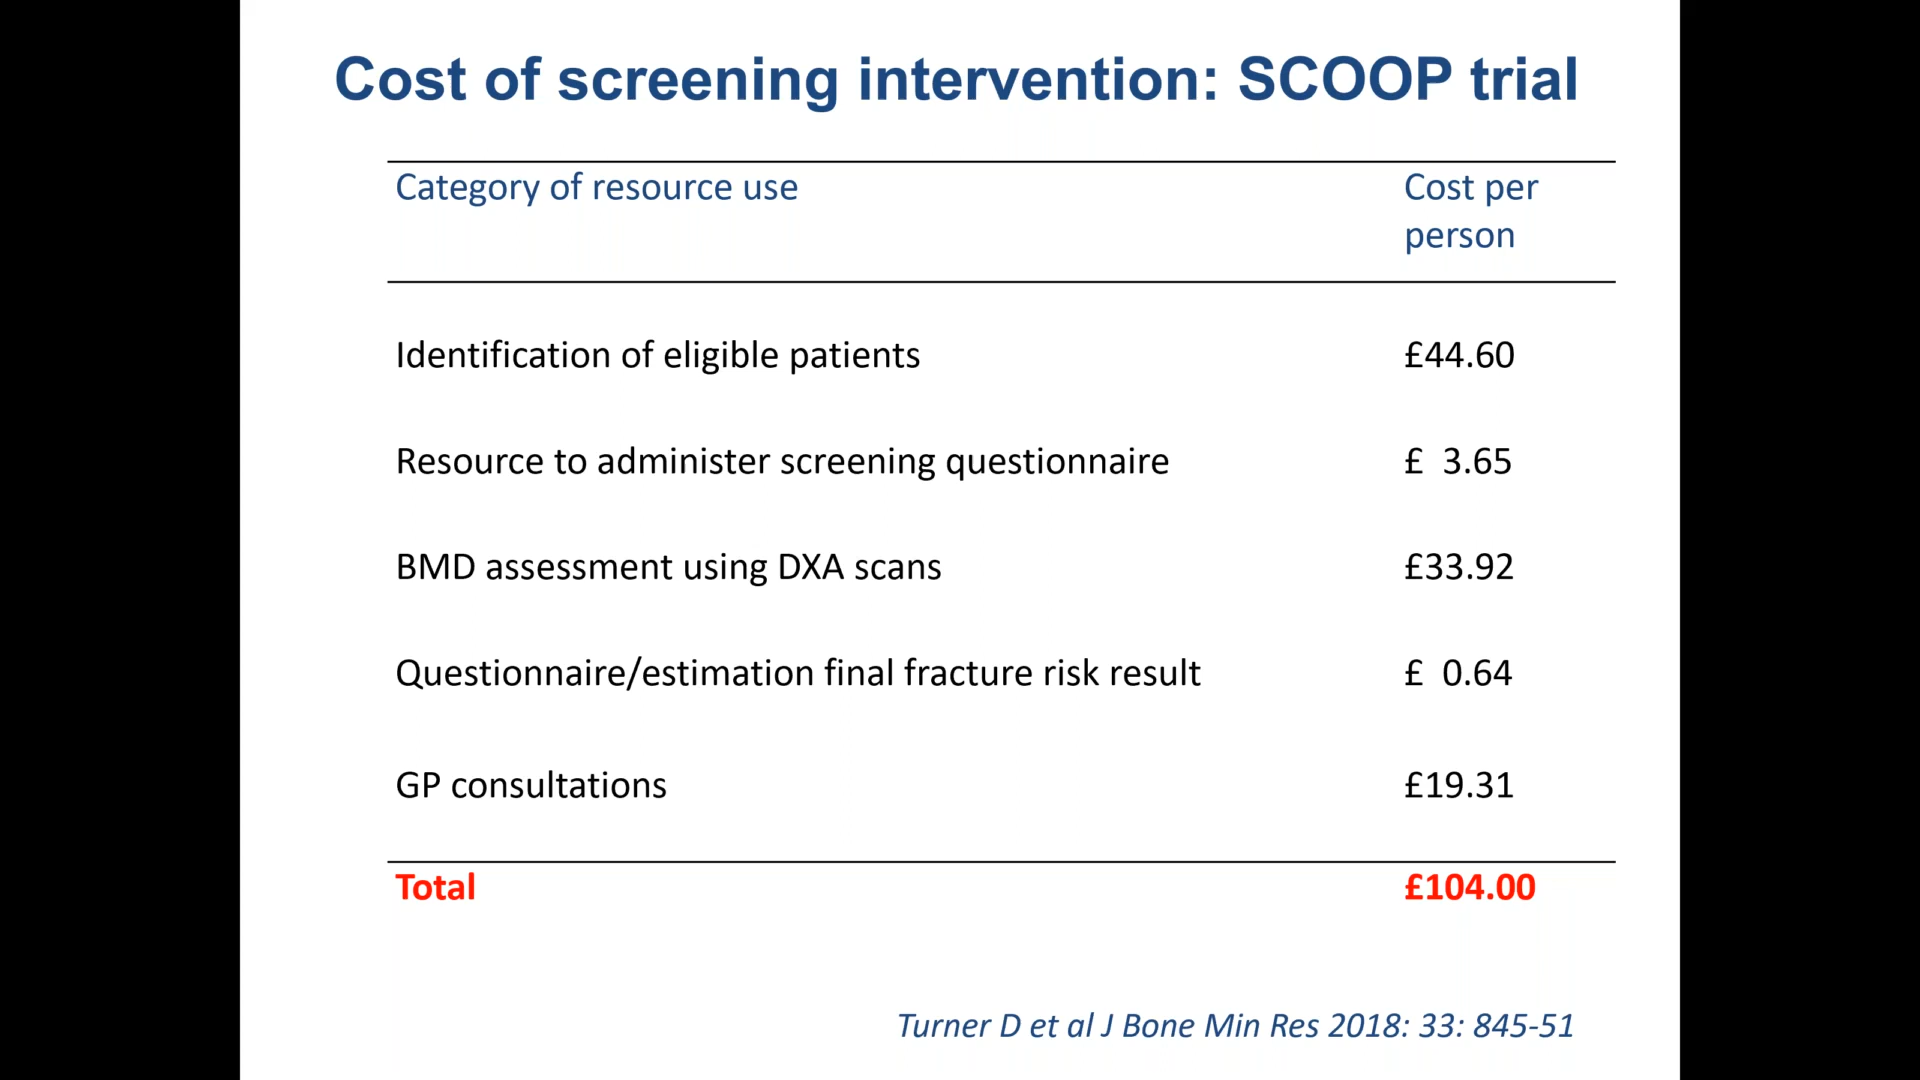 Cost of screening intervention: SCOOP trial
Category of resource use Cost per
person
Identification of eligible patients £44.60
Resource to administer screening questionnaire £ 3.65
BMD assessment using DXA scans £33.92
Questionnaire/estimation final fracture risk result £ 0.64
GP consultations £19.31
Total £104.00
Turner D et al J Bone Min Res 2018: 33: 845-51